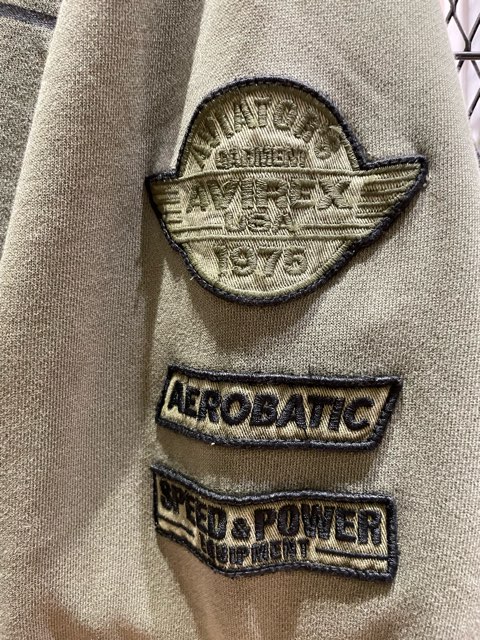 AVIATORS
GARMENT
AVIREX
USA
1975
AEROBATIC
SPEED & POWER
EQUIPMENT